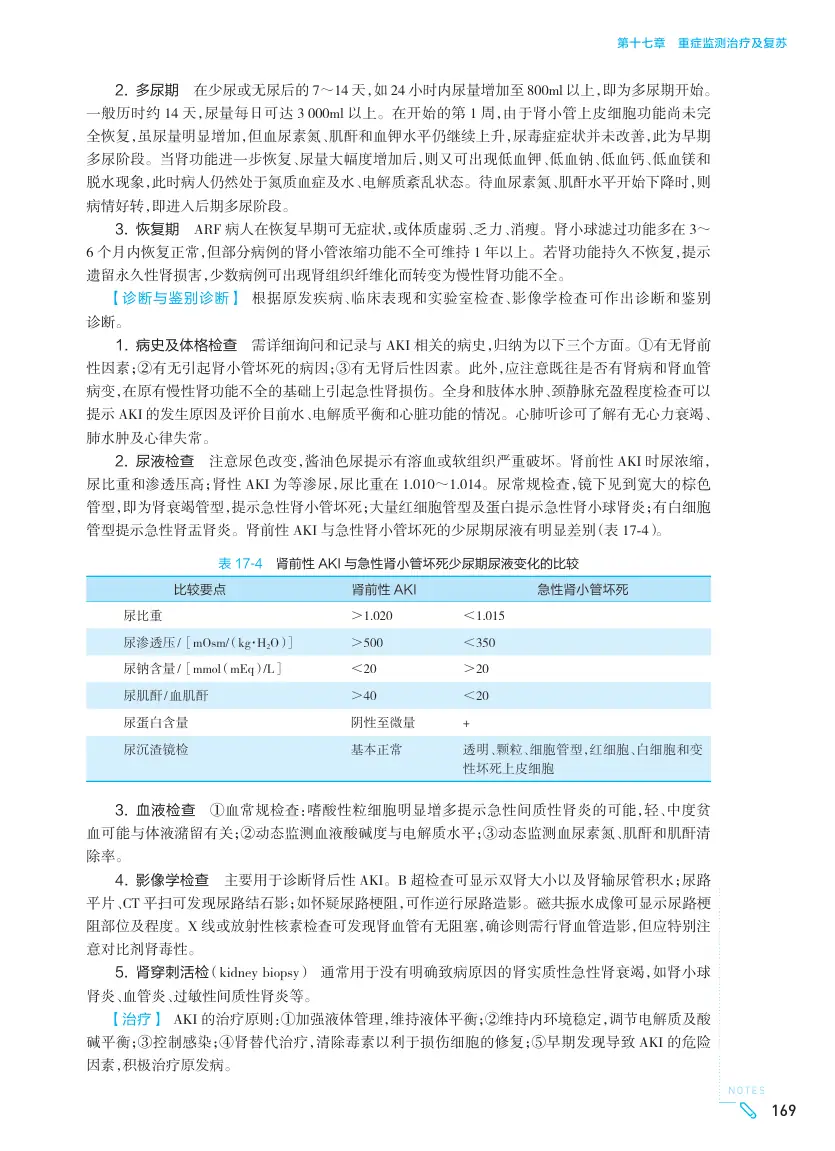 第十七章 重症监测治疗及复苏
2. 多尿期 在少尿或无尿后的 7～14 天,如 24 小时内尿量增加至 800ml 以上,即为多尿期开始。
一般历时约 14 天,尿量每日可达 3 000ml 以上。在开始的第 1 周,由于肾小管上皮细胞功能尚未完
全恢复,虽尿量明显增加,但血尿素氮、肌酐和血钾水平仍继续上升,尿毒症症状并未改善,此为早期
多尿阶段。当肾功能进一步恢复、尿量大幅度增加后,则又可出现低血钾、低血钠、低血钙、低血镁和
脱水现象,此时病人仍然处于氮质血症及水、电解质紊乱状态。待血尿素氮、肌酐水平开始下降时,则
病情好转,即进入后期多尿阶段。
3. 恢复期 ARF 病人在恢复早期可无症状,或体质虚弱、乏力、消瘦。肾小球滤过功能多在 3～
6 个月内恢复正常,但部分病例的肾小管浓缩功能不全可维持 1 年以上。若肾功能持久不恢复,提示
遗留永久性肾损害,少数病例可出现肾组织纤维化而转变为慢性肾功能不全。
【诊断与鉴别诊断】 根据原发疾病、临床表现和实验室检查、影像学检查可作出诊断和鉴别
诊断。
1. 病史及体格检查 需详细询问和记录与 AKI 相关的病史,归纳为以下三个方面。①有无肾前
性因素;②有无引起肾小管坏死的病因;③有无肾后性因素。此外,应注意既往是否有肾病和肾血管
病变,在原有慢性肾功能不全的基础上引起急性肾损伤。全身和肢体水肿、颈静脉充盈程度检查可以
提示 AKI 的发生原因及评价目前水、电解质平衡和心脏功能的情况。心肺听诊可了解有无心力衰竭、
肺水肿及心律失常。
2. 尿液检查 注意尿色改变,酱油色尿提示有溶血或软组织严重破坏。肾前性 AKI 时尿浓缩,
尿比重和渗透压高;肾性 AKI 为等渗尿,尿比重在 1.010～1.014。尿常规检查,镜下见到宽大的棕色
管型,即为肾衰竭管型,提示急性肾小管坏死;大量红细胞管型及蛋白提示急性肾小球肾炎;有白细胞
管型提示急性肾盂肾炎。肾前性 AKI 与急性肾小管坏死的少尿期尿液有明显差别(表 17-4)。
表 17-4 肾前性 AKI 与急性肾小管坏死少尿期尿液变化的比较
比较要点 肾前性 AKI 急性肾小管坏死
尿比重 ＞1.020 ＜1.015
尿渗透压/[mOsm/(kg·H₂O)] ＞500 ＜350
尿钠含量/[mmol(mEq)/L] ＜20 ＞20
尿肌酐/血肌酐 ＞40 ＜20
尿蛋白含量 阴性至微量 +
尿沉渣镜检 基本正常 透明、颗粒、细胞管型,红细胞、白细胞和变
性坏死上皮细胞
3. 血液检查 ①血常规检查:嗜酸性粒细胞明显增多提示急性间质性肾炎的可能,轻、中度贫
血可能与体液潴留有关;②动态监测血液酸碱度与电解质水平;③动态监测血尿素氮、肌酐和肌酐清
除率。
4. 影像学检查 主要用于诊断肾后性 AKI。B 超检查可显示双肾大小以及肾输尿管积水;尿路
平片、CT 平扫可发现尿路结石影;如怀疑尿路梗阻,可作逆行尿路造影。磁共振水成像可显示尿路梗
阻部位及程度。X 线或放射性核素检查可发现肾血管有无阻塞,确诊则需行肾血管造影,但应特别注
意对比剂肾毒性。
5. 肾穿刺活检(kidney biopsy) 通常用于没有明确致病原因的肾实质性急性肾衰竭,如肾小球
肾炎、血管炎、过敏性间质性肾炎等。
【治疗】 AKI 的治疗原则:①加强液体管理,维持液体平衡;②维持内环境稳定,调节电解质及酸
碱平衡;③控制感染;④肾替代治疗,清除毒素以利于损伤细胞的修复;⑤早期发现导致 AKI 的危险
因素,积极治疗原发病。
NOTES
169